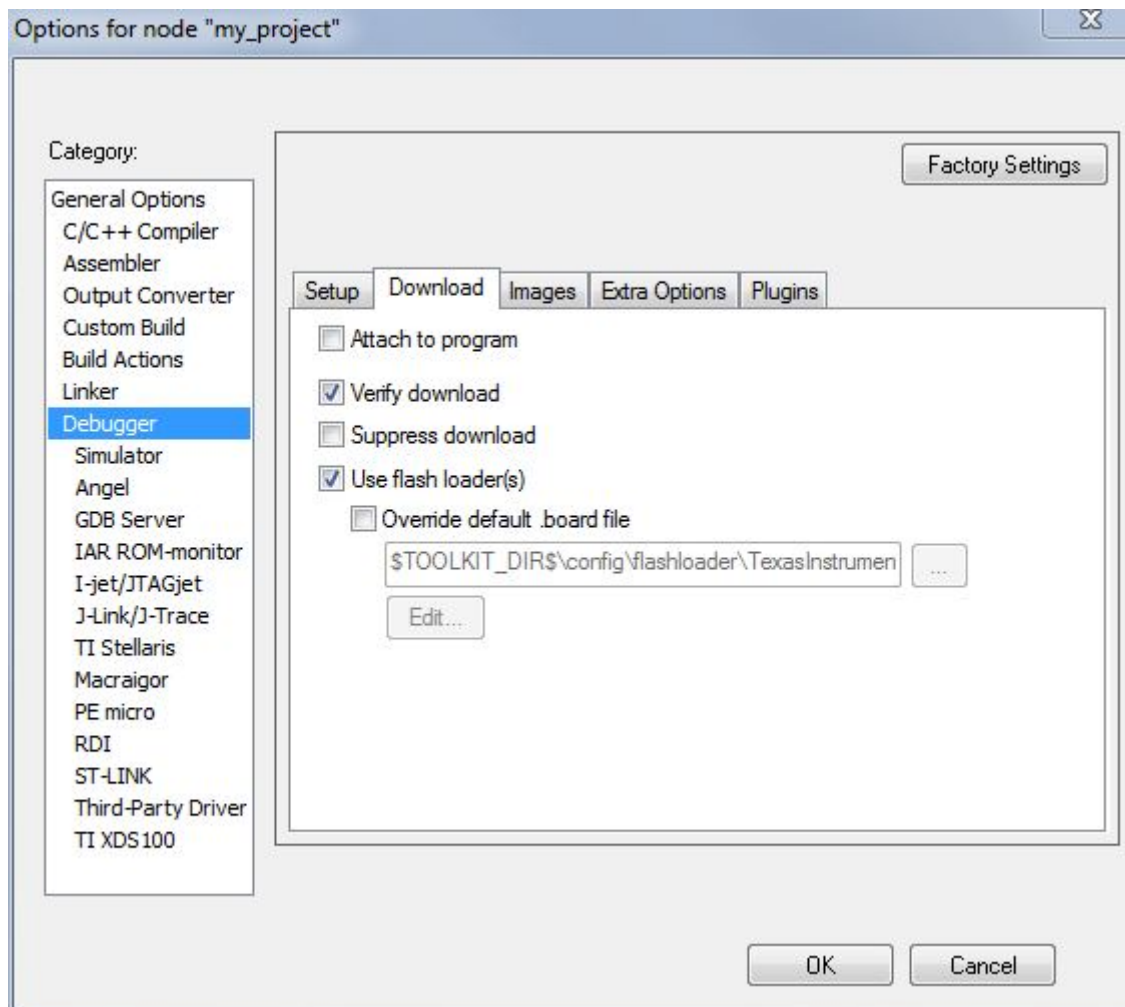 Options for node "my_project"
Category:
Factory Settings
General Options
C/C++ Compiler
Assembler
Output Converter
Custom Build
Build Actions
Linker
Debugger
Simulator
Angel
GDB Server
IAR ROM-monitor
I-jet/JTAGjet
J-Link/J-Trace
TI Stellaris
Macraigor
PE micro
RDI
ST-LINK
Third-Party Driver
TI XDS100
Setup Download Images Extra Options Plugins
Attach to program
Verify download
Suppress download
Use flash loader(s)
Override default .board file
$TOOLKIT_DIR$\config\flashloader\TexasInstrumen ...
Edit...
OK Cancel